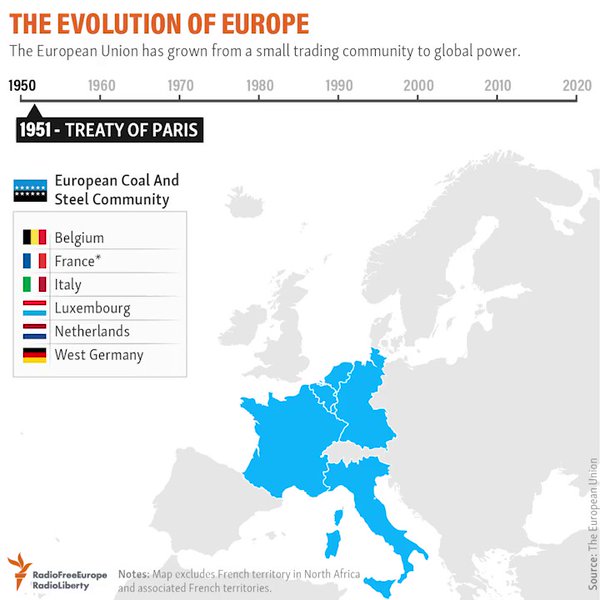 THE EVOLUTION OF EUROPE
The European Union has grown from a small trading community to global power.
1950 1960 1970 1980 1990 2000 2010 2020
1951 - TREATY OF PARIS
European Coal And
Steel Community
Belgium
France*
Italy
Luxembourg
Netherlands
West Germany
Source: The European Union
RadioFreeEurope
RadioLiberty
Notes: Map excludes French territory in North Africa
and associated French territories.